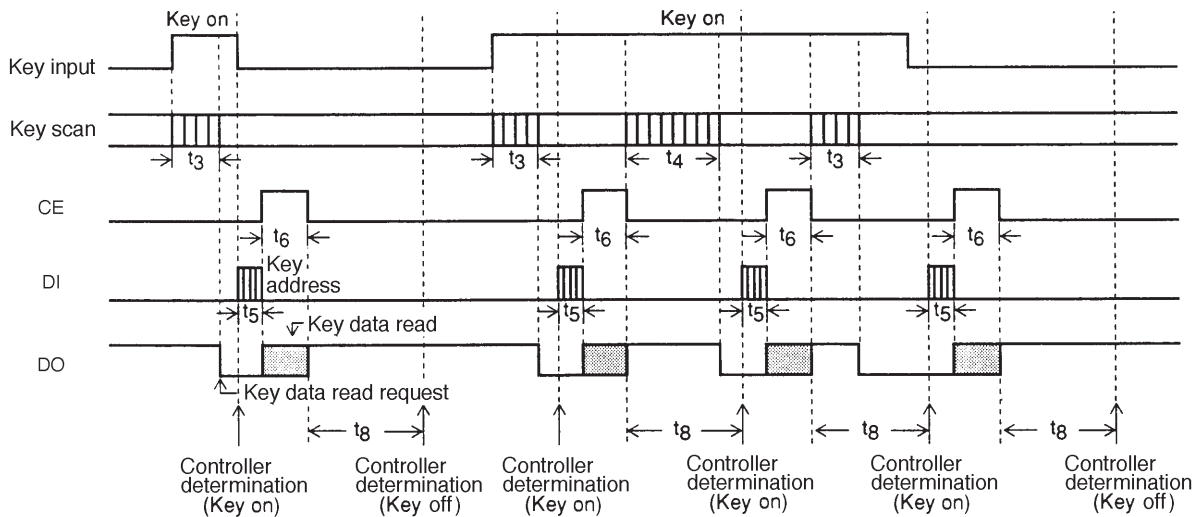 Key on
Key on
Key input
Key scan
t3
t3
t4
t3
CE
t6
t6
t6
t6
DI
Key
address
t5
t5
t5
t5
Key data read
DO
Key data read request
t8
t8
t8
t8
Controller
determination
(Key on)
Controller
determination
(Key off)
Controller
determination
(Key on)
Controller
determination
(Key on)
Controller
determination
(Key on)
Controller
determination
(Key off)